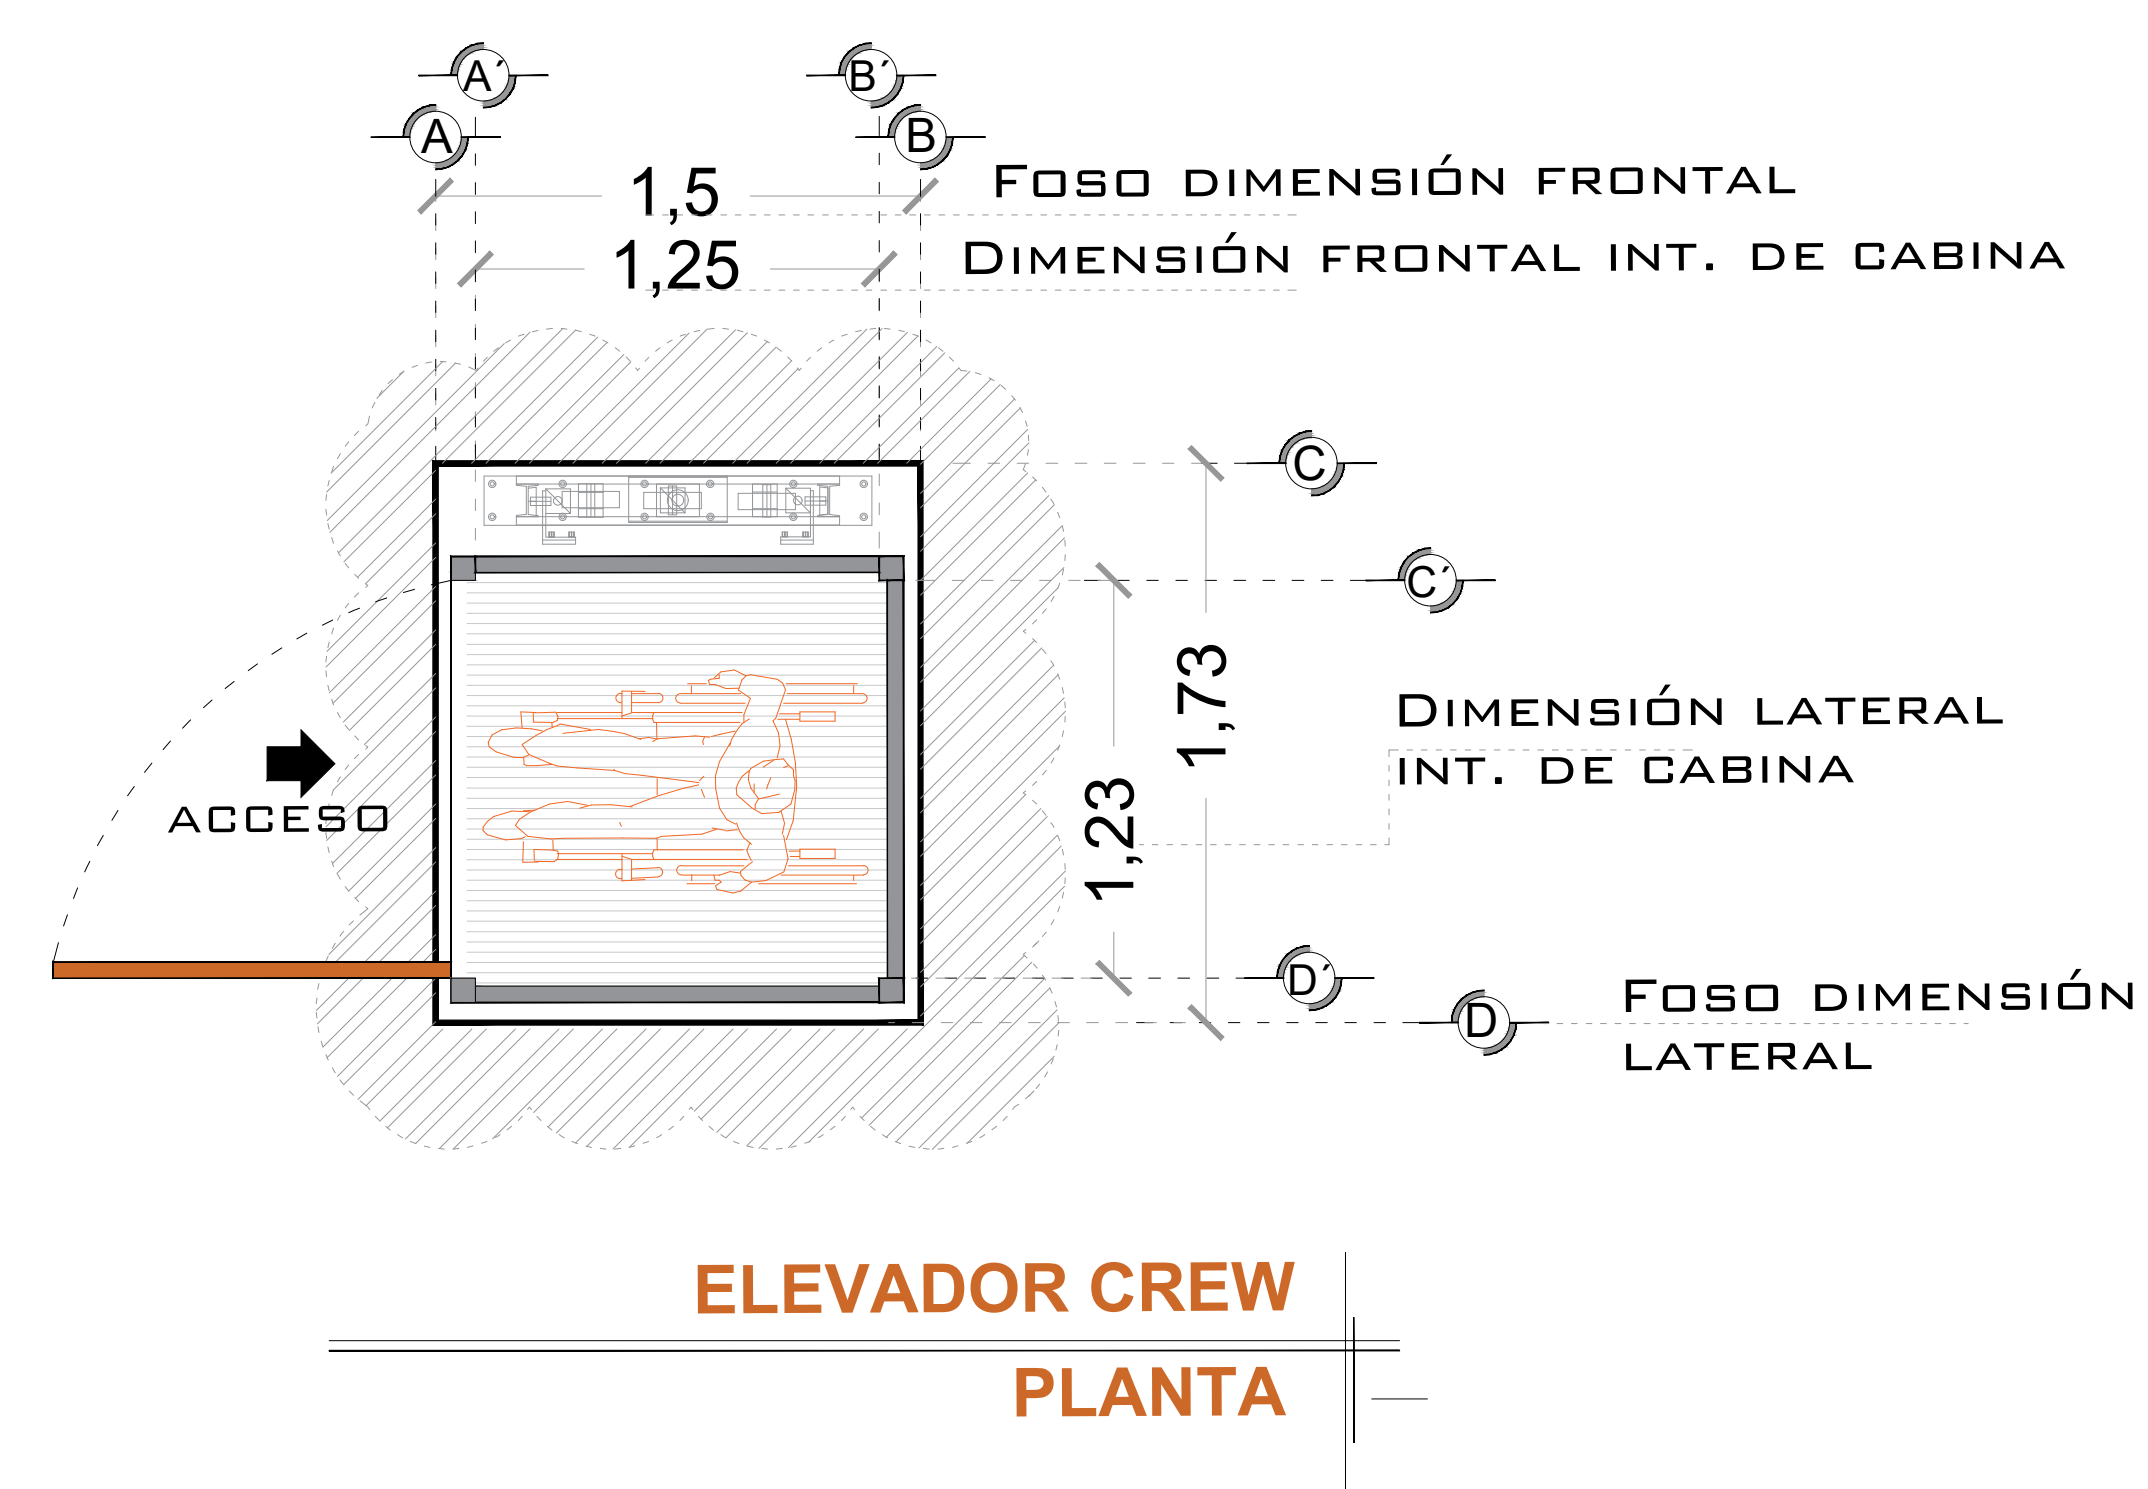 A´
B´
A
B
1,5
FOSO DIMENSIÓN FRONTAL
1,25
DIMENSIÓN FRONTAL INT. DE CABINA
C
C´
1,73
DIMENSIÓN LATERAL
INT. DE CABINA
1,23
ACCESO
D´
D
FOSO DIMENSIÓN
LATERAL
ELEVADOR CREW
PLANTA